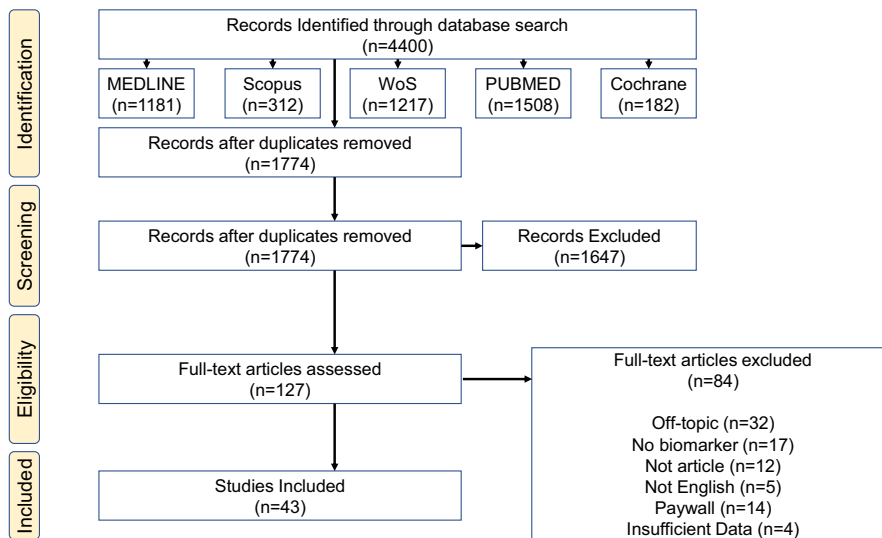 Identification
Records Identified through database search
(n=4400)
MEDLINE
(n=1181)
Scopus
(n=312)
WoS
(n=1217)
PUBMED
(n=1508)
Cochrane
(n=182)
Records after duplicates removed
(n=1774)
Screening
Records after duplicates removed
(n=1774)
Records Excluded
(n=1647)
Eligibility
Full-text articles assessed
(n=127)
Full-text articles excluded
(n=84)
Off-topic (n=32)
No biomarker (n=17)
Not article (n=12)
Not English (n=5)
Paywall (n=14)
Insufficient Data (n=4)
Included
Studies Included
(n=43)